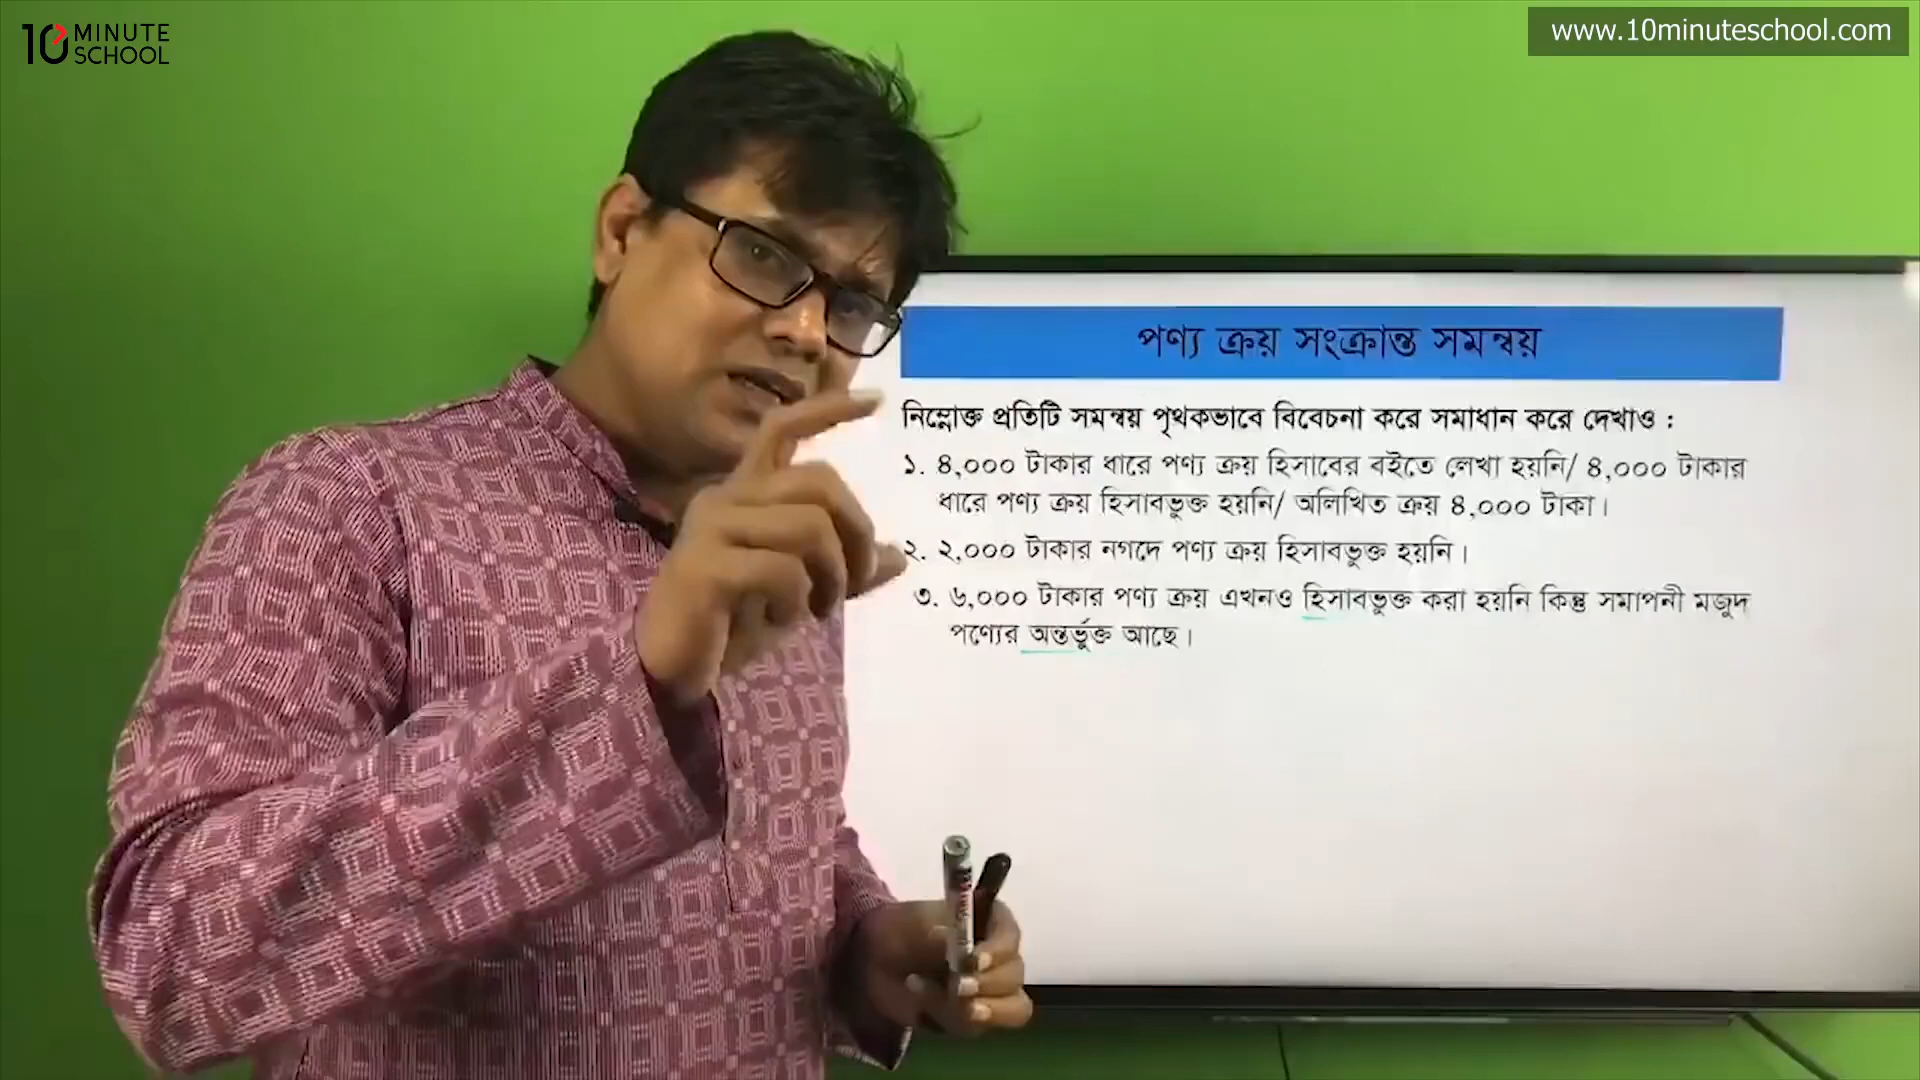 10 MINUTE
SCHOOL
www.10minuteschool.com
পণ্য ক্রয় সংক্রান্ত সমন্বয়
নিম্নোক্ত প্রতিটি সমন্বয় পৃথকভাবে বিবেচনা করে সমাধান করে দেখাও :
১. ৪,০০০ টাকার ধারে পণ্য ক্রয় হিসাবের বইতে লেখা হয়নি/ ৪,০০০ টাকার
ধারে পণ্য ক্রয় হিসাবভুক্ত হয়নি/ অলিখিত ক্রয় ৪,০০০ টাকা।
২. ২,০০০ টাকার নগদে পণ্য ক্রয় হিসাবভুক্ত হয়নি।
৩. ৬,০০০ টাকার পণ্য ক্রয় এখনও হিসাবভুক্ত করা হয়নি কিন্তু সমাপনী মজুদ
পণ্যের অন্তর্ভুক্ত আছে।